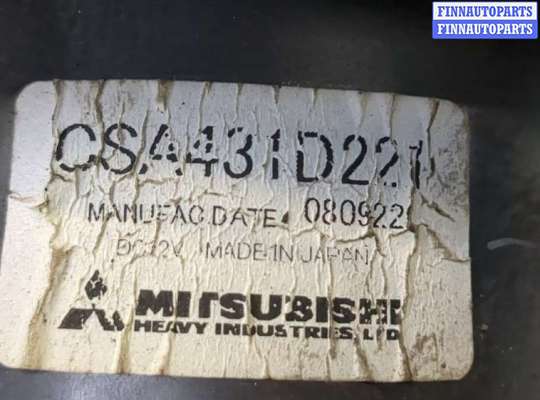 FINNAUTOPARTS
FINNAUTOPARTS
CSA431D221
MANUFAC.DATE. 080922
DC12V MADE IN JAPAN
MITSUBISHI
HEAVY INDUSTRIES, LTD.